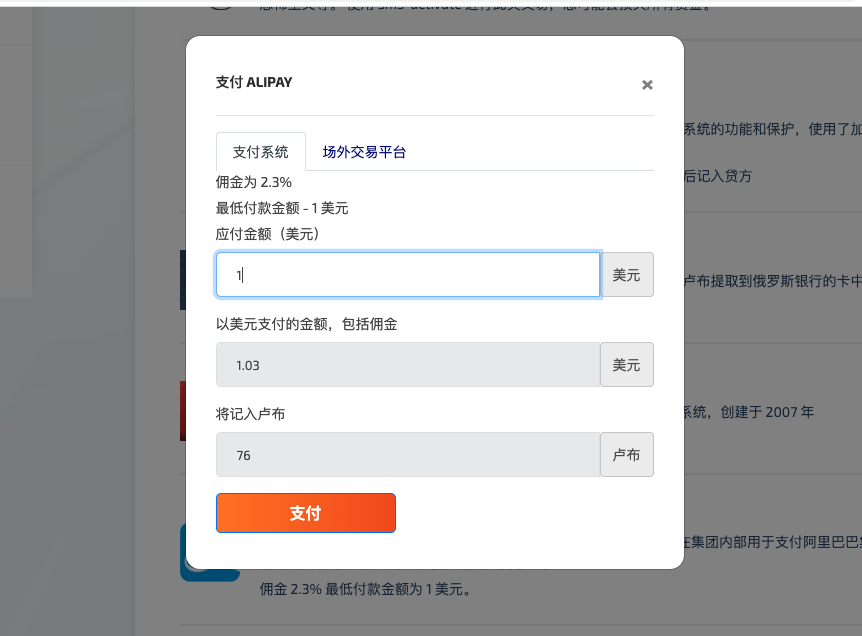 支付 ALIPAY
×
支付系统
场外交易平台
佣金为 2.3%
最低付款金额 - 1 美元
应付金额（美元）
1
美元
以美元支付的金额，包括佣金
1.03
美元
将记入卢布
76
卢布
支付
系统的功能和保护，使用了加
后记入贷方
卢布提取到俄罗斯银行的卡中
系统，创建于 2007 年
在集团内部用于支付阿里巴巴
佣金 2.3% 最低付款金额为 1 美元。